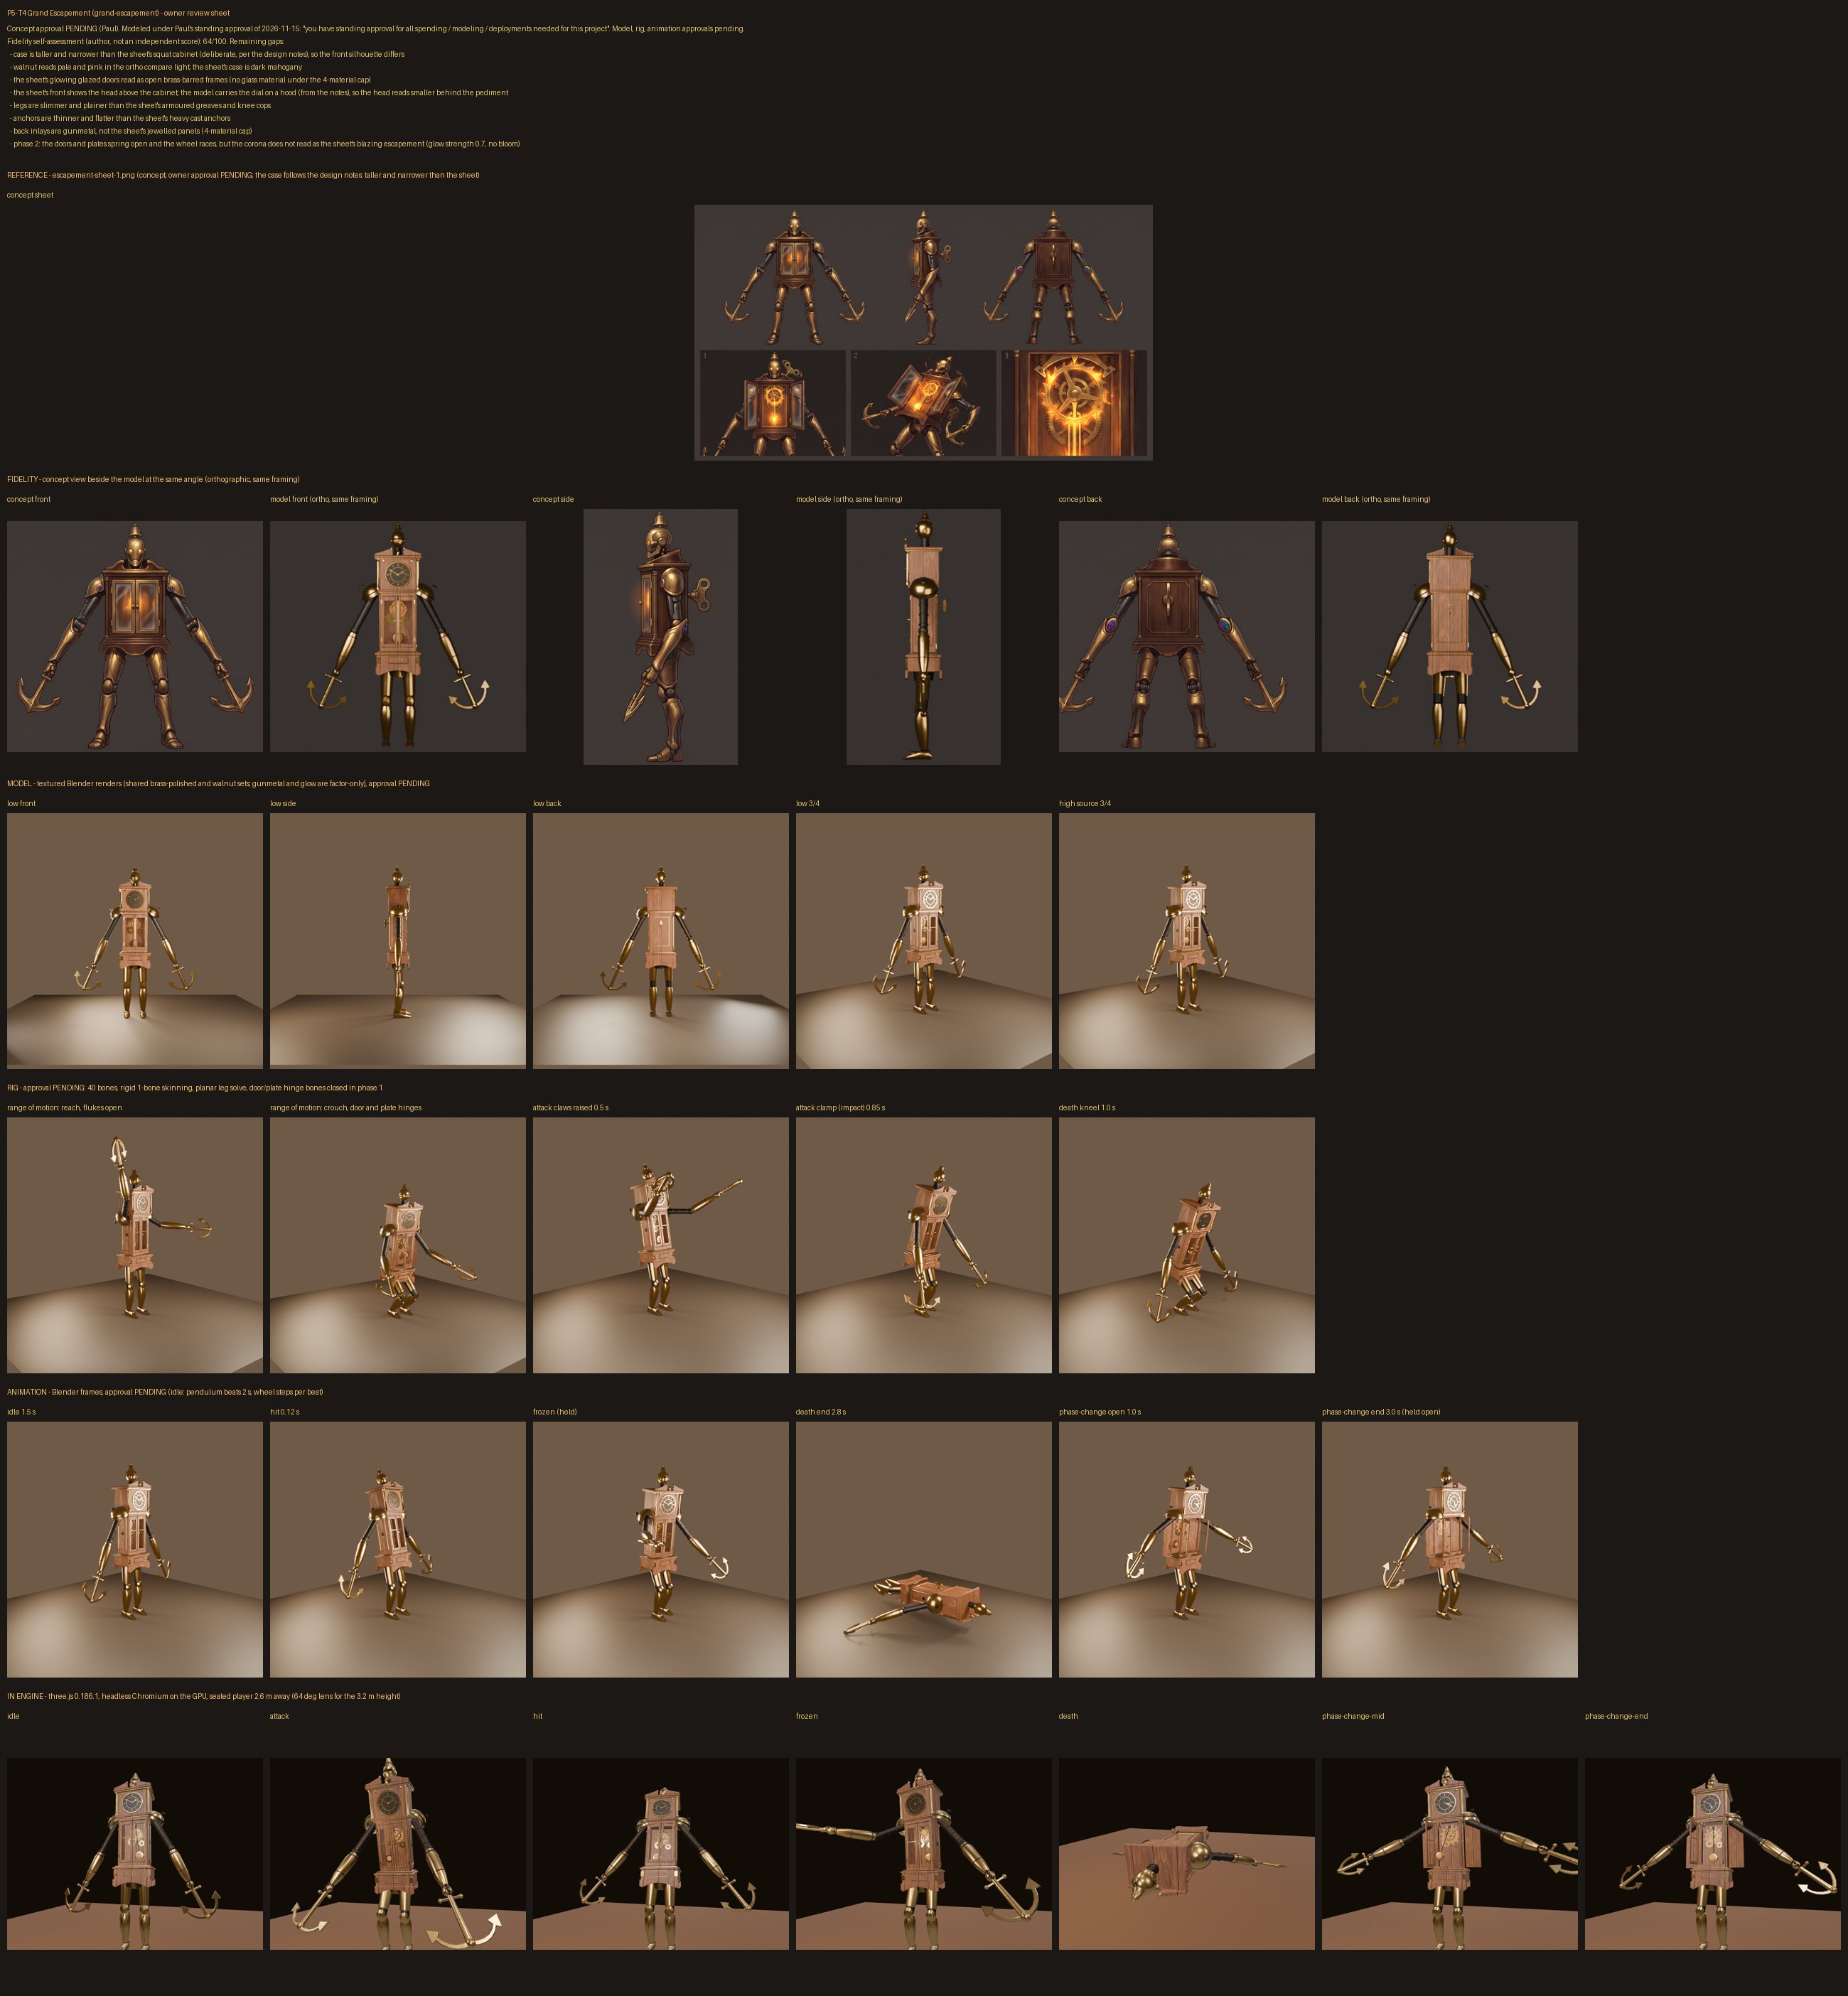 P5-T4 Grand Escapement (grand-escapement) - owner review sheet
Concept approval PENDING (Paul). Modeled under Paul's standing approval of 2026-11-15: "you have standing approval for all spending / modeling / deployments needed for this project". Model, rig, animation approvals pending.
Fidelity self-assessment (author, not an independent score): 64/100. Remaining gaps:
- case is taller and narrower than the sheet's squat cabinet (deliberate, per the design notes), so the front silhouette differs
- walnut reads pale and pink in the ortho compare light; the sheet's case is dark mahogany
- the sheet's glowing glazed doors read as open brass-barred frames (no glass material under the 4-material cap)
- the sheet's front shows the head above the cabinet; the model carries the dial on a hood (from the notes), so the head reads smaller behind the pediment
- legs are slimmer and plainer than the sheet's armoured greaves and knee cops
- anchors are thinner and flatter than the sheet's heavy cast anchors
- back inlays are gunmetal, not the sheet's jewelled panels (4-material cap)
- phase 2: the doors and plates spring open and the wheel races, but the corona does not read as the sheet's blazing escapement (glow strength 0.7, no bloom)
REFERENCE - escapement-sheet-1.png (concept; owner approval PENDING; the case follows the design notes: taller and narrower than the sheet)
concept sheet
1 2 3
FIDELITY - concept view beside the model at the same angle (orthographic, same framing)
concept front model front (ortho, same framing) concept side model side (ortho, same framing) concept back model back (ortho, same framing)
MODEL - textured Blender renders (shared brass-polished and walnut sets; gunmetal and glow are factor-only), approval PENDING
low front low side low back low 3/4 high source 3/4
RIG - approval PENDING: 40 bones, rigid 1-bone skinning, planar leg solve, door/plate hinge bones closed in phase 1
range of motion: reach, flukes open range of motion: crouch, door and plate hinges attack claws raised 0.5 s attack clamp (impact) 0.85 s death kneel 1.0 s
ANIMATION - Blender frames, approval PENDING (idle: pendulum beats 2 s, wheel steps per beat)
idle 1.5 s hit 0.12 s frozen (held) death end 2.8 s phase-change open 1.0 s phase-change end 3.0 s (held open)
IN ENGINE - three.js 0.186.1, headless Chromium on the GPU, seated player 2.6 m away (64 deg lens for the 3.2 m height)
idle attack hit frozen death phase-change-mid phase-change-end